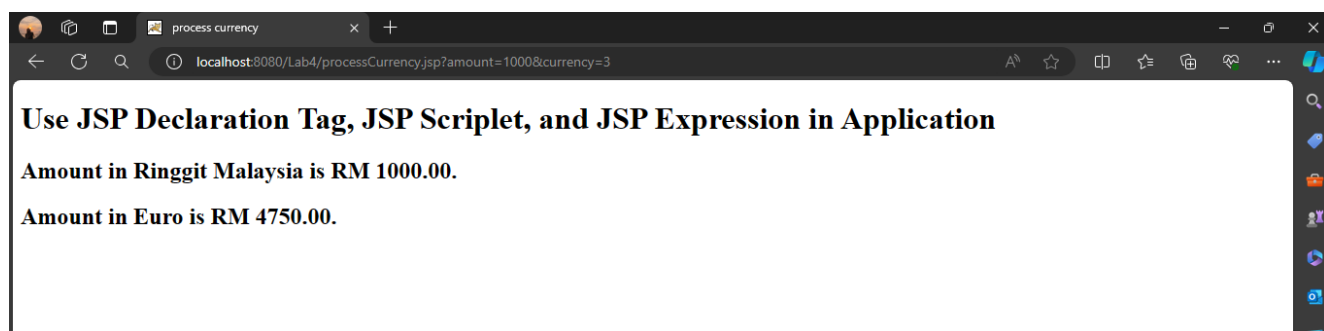 process currency
localhost:8080/Lab4/processCurrency.jsp?amount=1000&currency=3
Use JSP Declaration Tag, JSP Scriplet, and JSP Expression in Application
Amount in Ringgit Malaysia is RM 1000.00.
Amount in Euro is RM 4750.00.